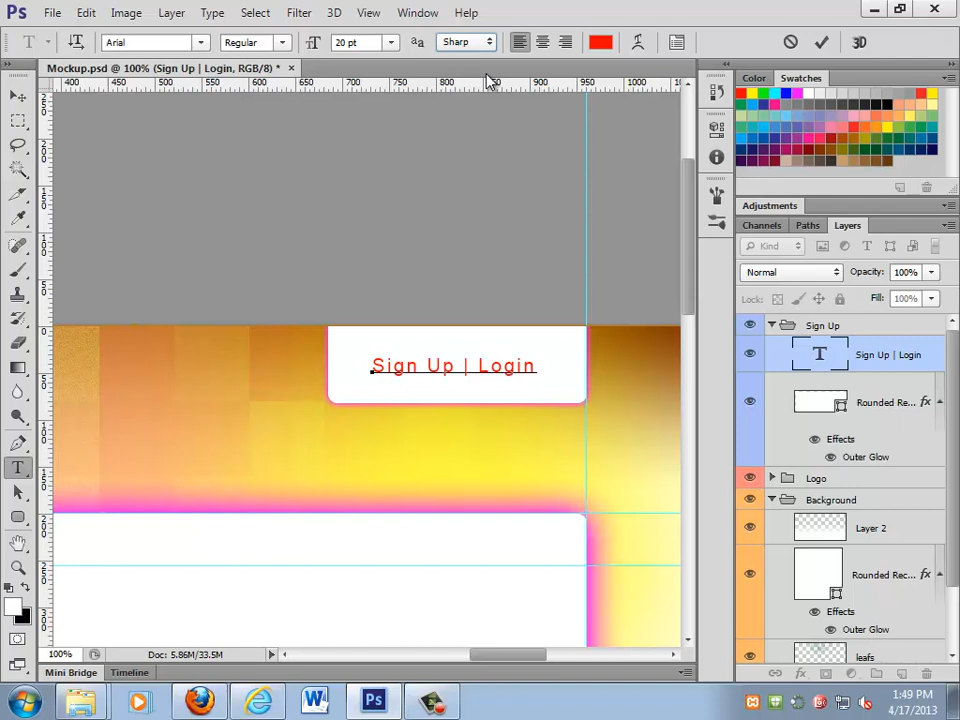 File Edit Image Layer Type Select Filter 3D View Window Help
T Arial Regular 20 pt aa Sharp 3D
Mockup.psd @ 100% (Sign Up | Login, RGB/8) *
400 450 500 550 600 650 700 750 800 850 900 950 1000
Color Swatches
Adjustments
Channels Paths Layers
Kind
Normal Opacity: 100%
Lock: Fill: 100%
Sign Up
T Sign Up | Login
Rounded Re... fx
Effects
Outer Glow
Logo
Background
Layer 2
Rounded Rec... fx
Effects
Outer Glow
leafs
Sign Up | Login
100% Doc: 5.86M/33.5M
Mini Bridge Timeline
1:49 PM
4/17/2013